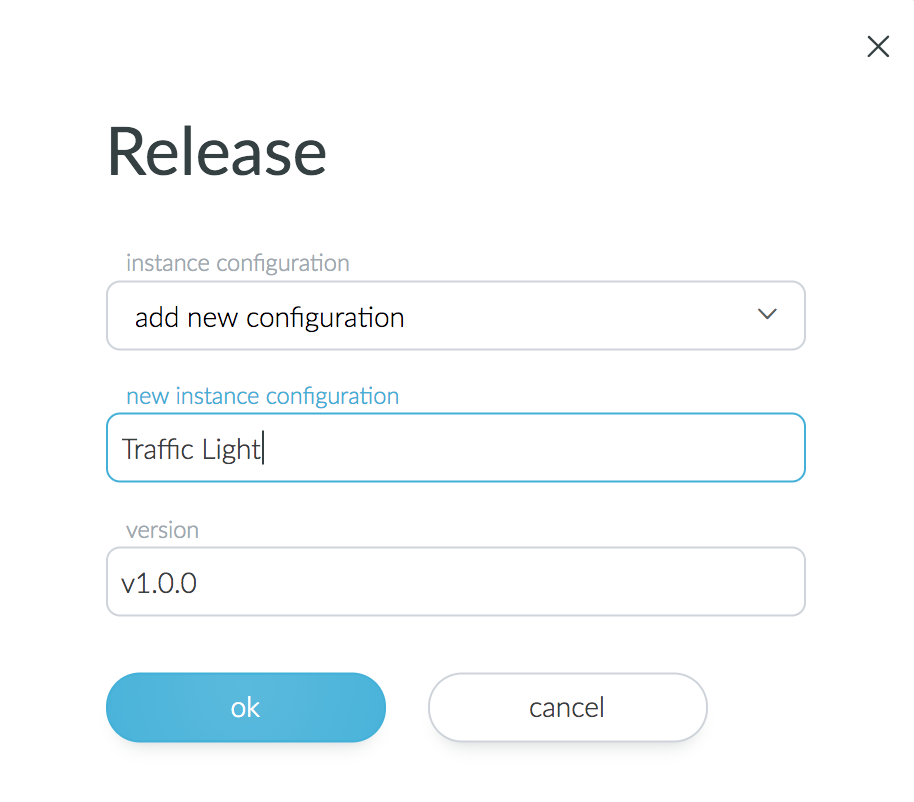 Release
instance configuration
add new configuration
new instance configuration
Traffic Light
version
v1.0.0
ok
cancel